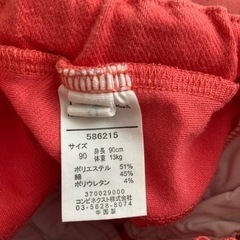 586215
サイズ 身長 90cm
90 体重 13kg
ポリエステル 51%
綿 45%
ポリウレタン 4%
370029000
コンビネクスト株式会社
03-5828-8074
中国製